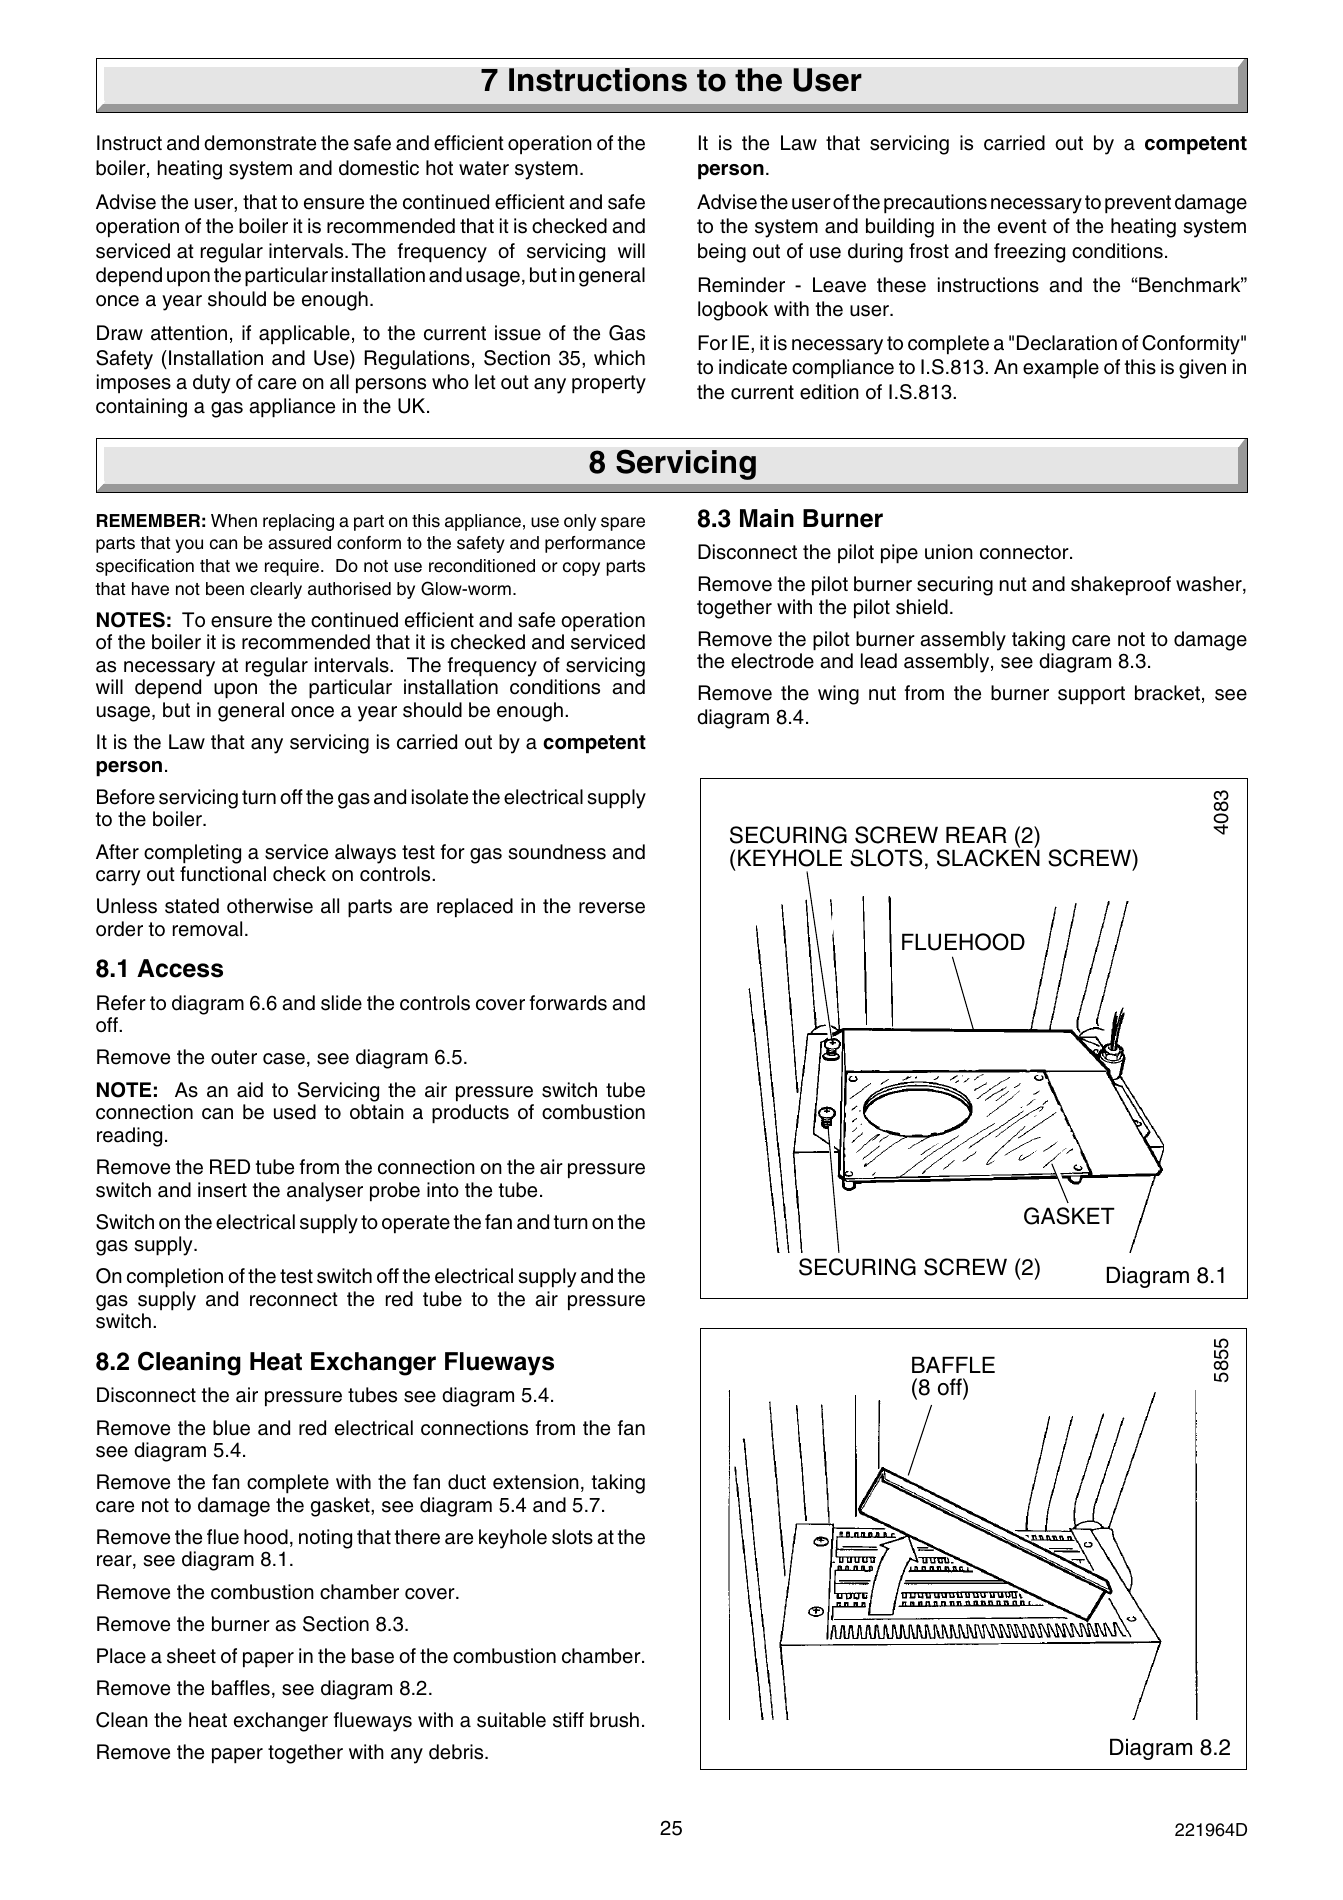 7 Instructions to the User
Instruct and demonstrate the safe and efficient operation of the
boiler, heating system and domestic hot water system.
Advise the user, that to ensure the continued efficient and safe
operation of the boiler it is recommended that it is checked and
serviced at regular intervals. The frequency of servicing will
depend upon the particular installation and usage, but in general
once a year should be enough.
Draw attention, if applicable, to the current issue of the Gas
Safety (Installation and Use) Regulations, Section 35, which
imposes a duty of care on all persons who let out any property
containing a gas appliance in the UK.
It is the Law that servicing is carried out by a competent
person.
Advise the user of the precautions necessary to prevent damage
to the system and building in the event of the heating system
being out of use during frost and freezing conditions.
Reminder - Leave these instructions and the “Benchmark”
logbook with the user.
For IE, it is necessary to complete a "Declaration of Conformity"
to indicate compliance to I.S.813. An example of this is given in
the current edition of I.S.813.
8 Servicing
REMEMBER: When replacing a part on this appliance, use only spare
parts that you can be assured conform to the safety and performance
specification that we require. Do not use reconditioned or copy parts
that have not been clearly authorised by Glow-worm.
NOTES: To ensure the continued efficient and safe operation
of the boiler it is recommended that it is checked and serviced
as necessary at regular intervals. The frequency of servicing
will depend upon the particular installation conditions and
usage, but in general once a year should be enough.
It is the Law that any servicing is carried out by a competent
person.
Before servicing turn off the gas and isolate the electrical supply
to the boiler.
After completing a service always test for gas soundness and
carry out functional check on controls.
Unless stated otherwise all parts are replaced in the reverse
order to removal.
8.1 Access
Refer to diagram 6.6 and slide the controls cover forwards and
off.
Remove the outer case, see diagram 6.5.
NOTE: As an aid to Servicing the air pressure switch tube
connection can be used to obtain a products of combustion
reading.
Remove the RED tube from the connection on the air pressure
switch and insert the analyser probe into the tube.
Switch on the electrical supply to operate the fan and turn on the
gas supply.
On completion of the test switch off the electrical supply and the
gas supply and reconnect the red tube to the air pressure
switch.
8.2 Cleaning Heat Exchanger Flueways
Disconnect the air pressure tubes see diagram 5.4.
Remove the blue and red electrical connections from the fan
see diagram 5.4.
Remove the fan complete with the fan duct extension, taking
care not to damage the gasket, see diagram 5.4 and 5.7.
Remove the flue hood, noting that there are keyhole slots at the
rear, see diagram 8.1.
Remove the combustion chamber cover.
Remove the burner as Section 8.3.
Place a sheet of paper in the base of the combustion chamber.
Remove the baffles, see diagram 8.2.
Clean the heat exchanger flueways with a suitable stiff brush.
Remove the paper together with any debris.
8.3 Main Burner
Disconnect the pilot pipe union connector.
Remove the pilot burner securing nut and shakeproof washer,
together with the pilot shield.
Remove the pilot burner assembly taking care not to damage
the electrode and lead assembly, see diagram 8.3.
Remove the wing nut from the burner support bracket, see
diagram 8.4.
4083
SECURING SCREW REAR (2)
(KEYHOLE SLOTS, SLACKEN SCREW)
FLUEHOOD
GASKET
SECURING SCREW (2)
Diagram 8.1
5855
BAFFLE
(8 off)
Diagram 8.2
25
221964D